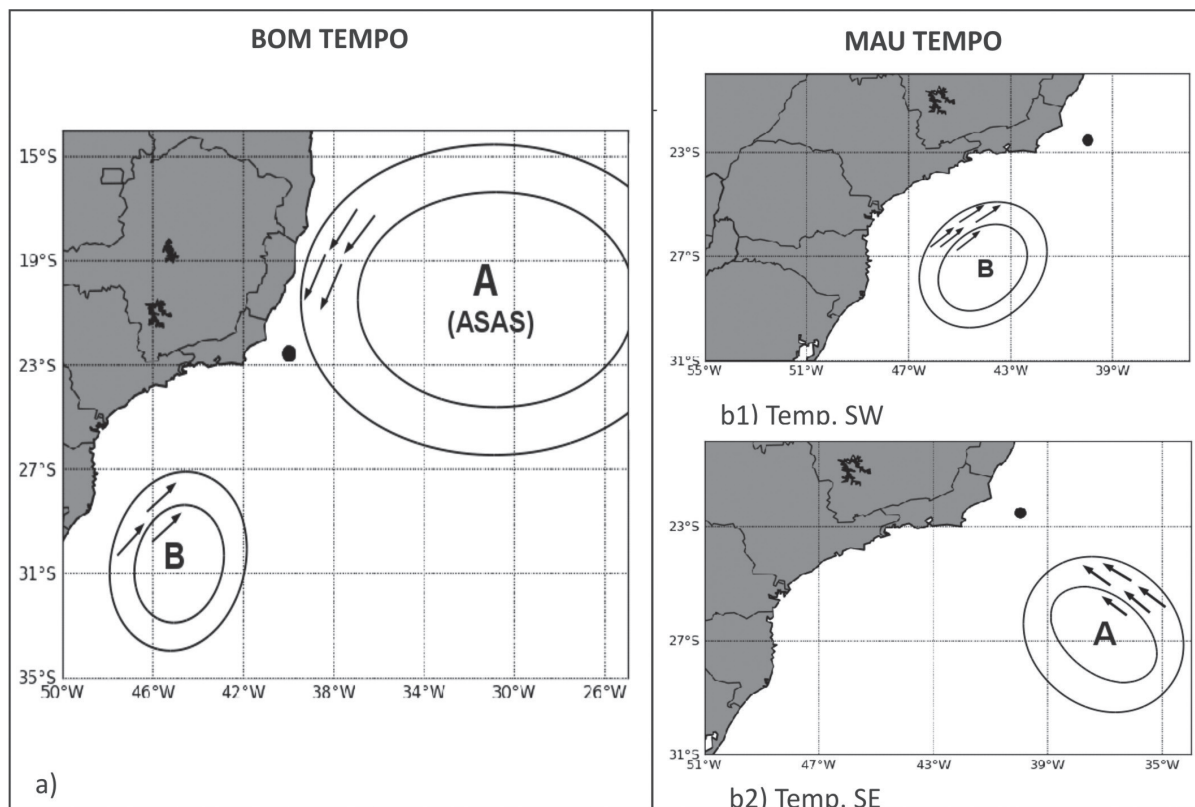 BOM TEMPO
15°S
19°S
23°S
27°S
31°S
35°S
50°W 46°W 42°W 38°W 34°W 30°W 26°W
A
(ASAS)
B
a)
MAU TEMPO
23°S
27°S
31°S
55°W 51°W 47°W 43°W 39°W
B
b1) Temp. SW
23°S
27°S
31°S
51°W 47°W 43°W 39°W 35°W
A
b2) Temp. SE